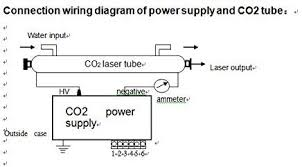 Connection wiring diagram of power supply and CO2 tube:
Water input
CO2 laser tube
Laser output
HV
negative
ammeter
CO2 power
supply
Outside case
1-2-3-4-5-6